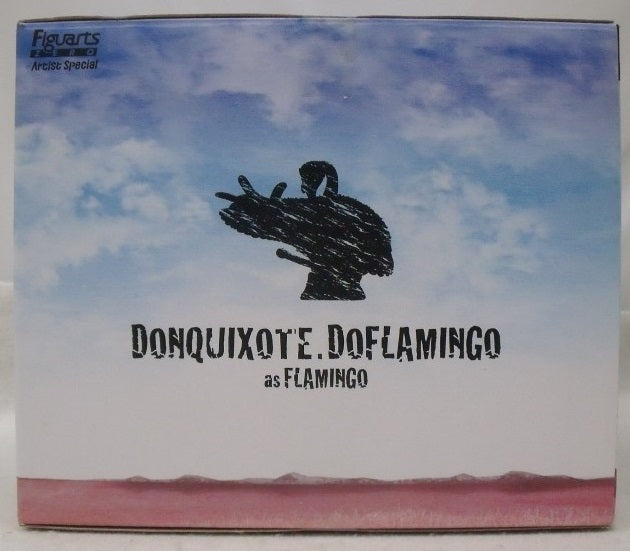 Figuarts
ZERO
Artist Special
DONQUIXOTE.DOFLAMINGO
as FLAMINGO